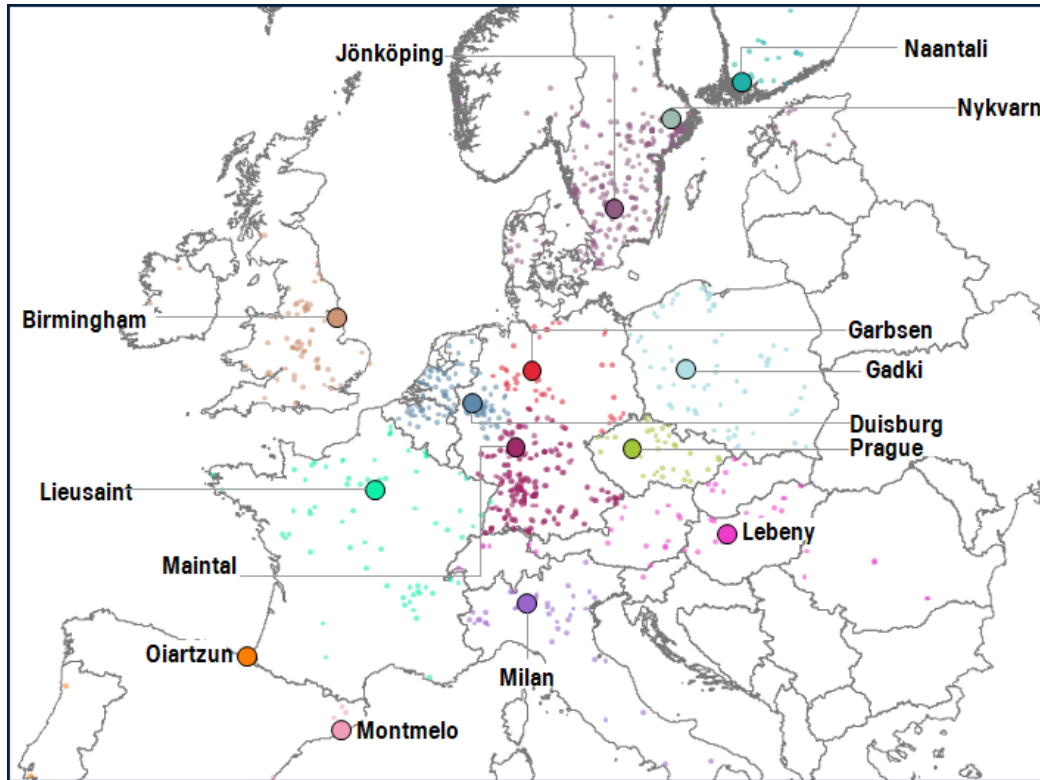 Jönköping
Naantali
Nykvarn
Birmingham
Garbsen
Gadki
Duisburg
Prague
Lieusaint
Lebeny
Maintal
Oiartzun
Milan
Montmelo